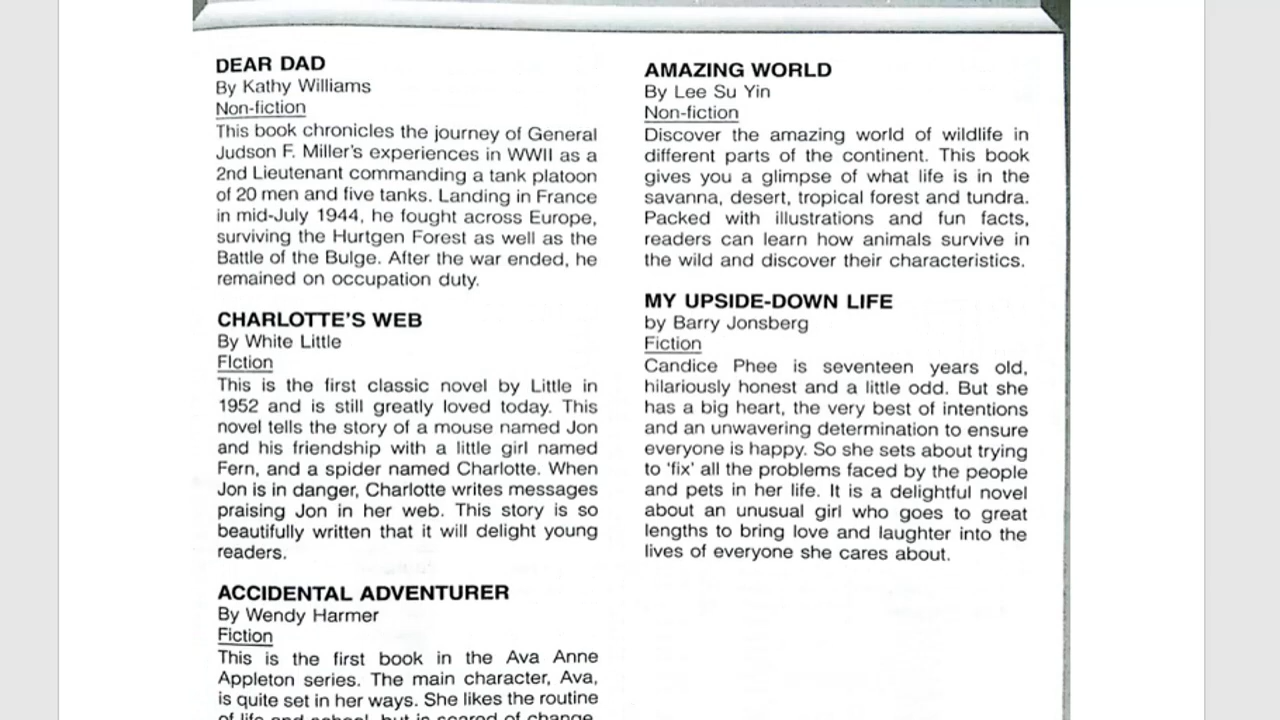 DEAR DAD
By Kathy Williams
Non-fiction
This book chronicles the journey of General
Judson F. Miller's experiences in WWII as a
2nd Lieutenant commanding a tank platoon
of 20 men and five tanks. Landing in France
in mid-July 1944, he fought across Europe,
surviving the Hurtgen Forest as well as the
Battle of the Bulge. After the war ended, he
remained on occupation duty.
CHARLOTTE'S WEB
By White Little
FIction
This is the first classic novel by Little in
1952 and is still greatly loved today. This
novel tells the story of a mouse named Jon
and his friendship with a little girl named
Fern, and a spider named Charlotte. When
Jon is in danger, Charlotte writes messages
praising Jon in her web. This story is so
beautifully written that it will delight young
readers.
ACCIDENTAL ADVENTURER
By Wendy Harmer
Fiction
This is the first book in the Ava Anne
Appleton series. The main character, Ava,
is quite set in her ways. She likes the routine
of life and school, but is scared of change.
AMAZING WORLD
By Lee Su Yin
Non-fiction
Discover the amazing world of wildlife in
different parts of the continent. This book
gives you a glimpse of what life is in the
savanna, desert, tropical forest and tundra.
Packed with illustrations and fun facts,
readers can learn how animals survive in
the wild and discover their characteristics.
MY UPSIDE-DOWN LIFE
by Barry Jonsberg
Fiction
Candice Phee is seventeen years old,
hilariously honest and a little odd. But she
has a big heart, the very best of intentions
and an unwavering determination to ensure
everyone is happy. So she sets about trying
to 'fix' all the problems faced by the people
and pets in her life. It is a delightful novel
about an unusual girl who goes to great
lengths to bring love and laughter into the
lives of everyone she cares about.